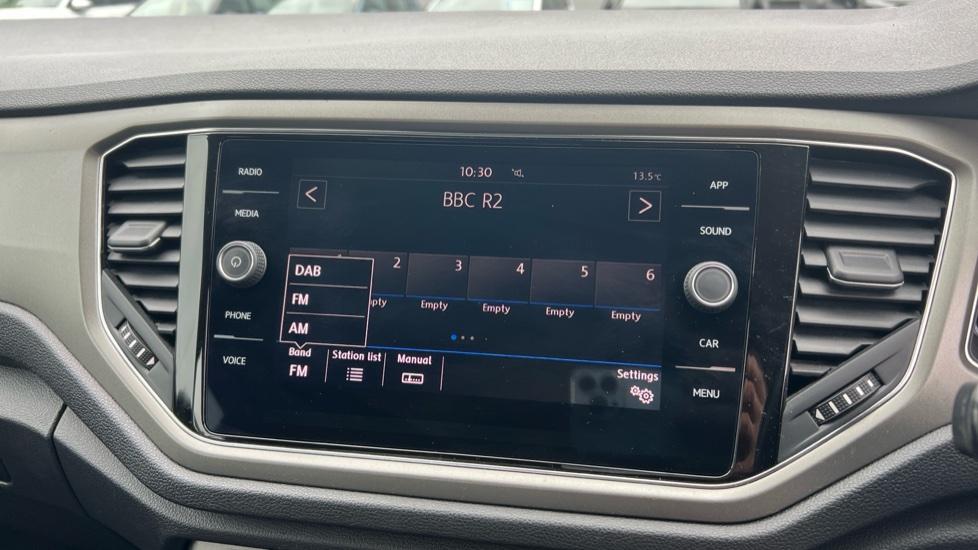 RADIO
MEDIA
PHONE
VOICE
10:30
13.5°C
<
BBC R2
>
2 3 4 5 6
Empty Empty Empty Empty
DAB
FM
AM
Band
FM
Station list
Manual
Settings
APP
SOUND
CAR
MENU